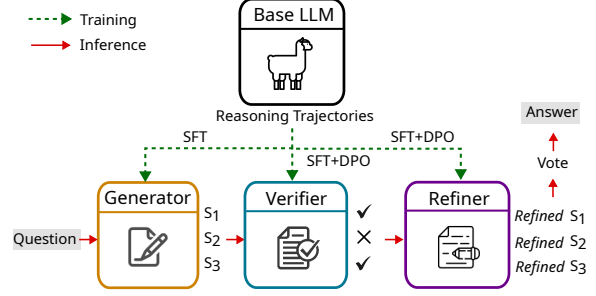 Training
Inference
Base LLM
Reasoning Trajectories
SFT
SFT+DPO
SFT+DPO
Question
Generator
S1
S2
S3
Verifier
✓
✕
✓
Refiner
Refined S1
Refined S2
Refined S3
Vote
Answer